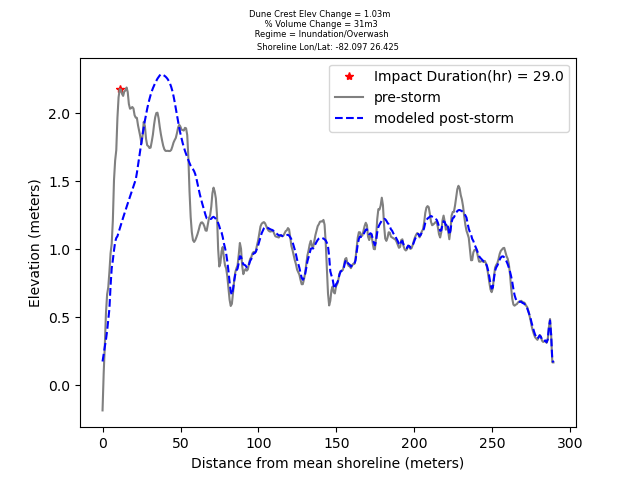 Dune Crest Elev Change = 1.03m
% Volume Change = 31m3
Regime = Inundation/Overwash
Shoreline Lon/Lat: -82.097 26.425
Impact Duration(hr) = 29.0
pre-storm
modeled post-storm
Elevation (meters)
2.0
1.5
1.0
0.5
0.0
0 50 100 150 200 250 300
Distance from mean shoreline (meters)